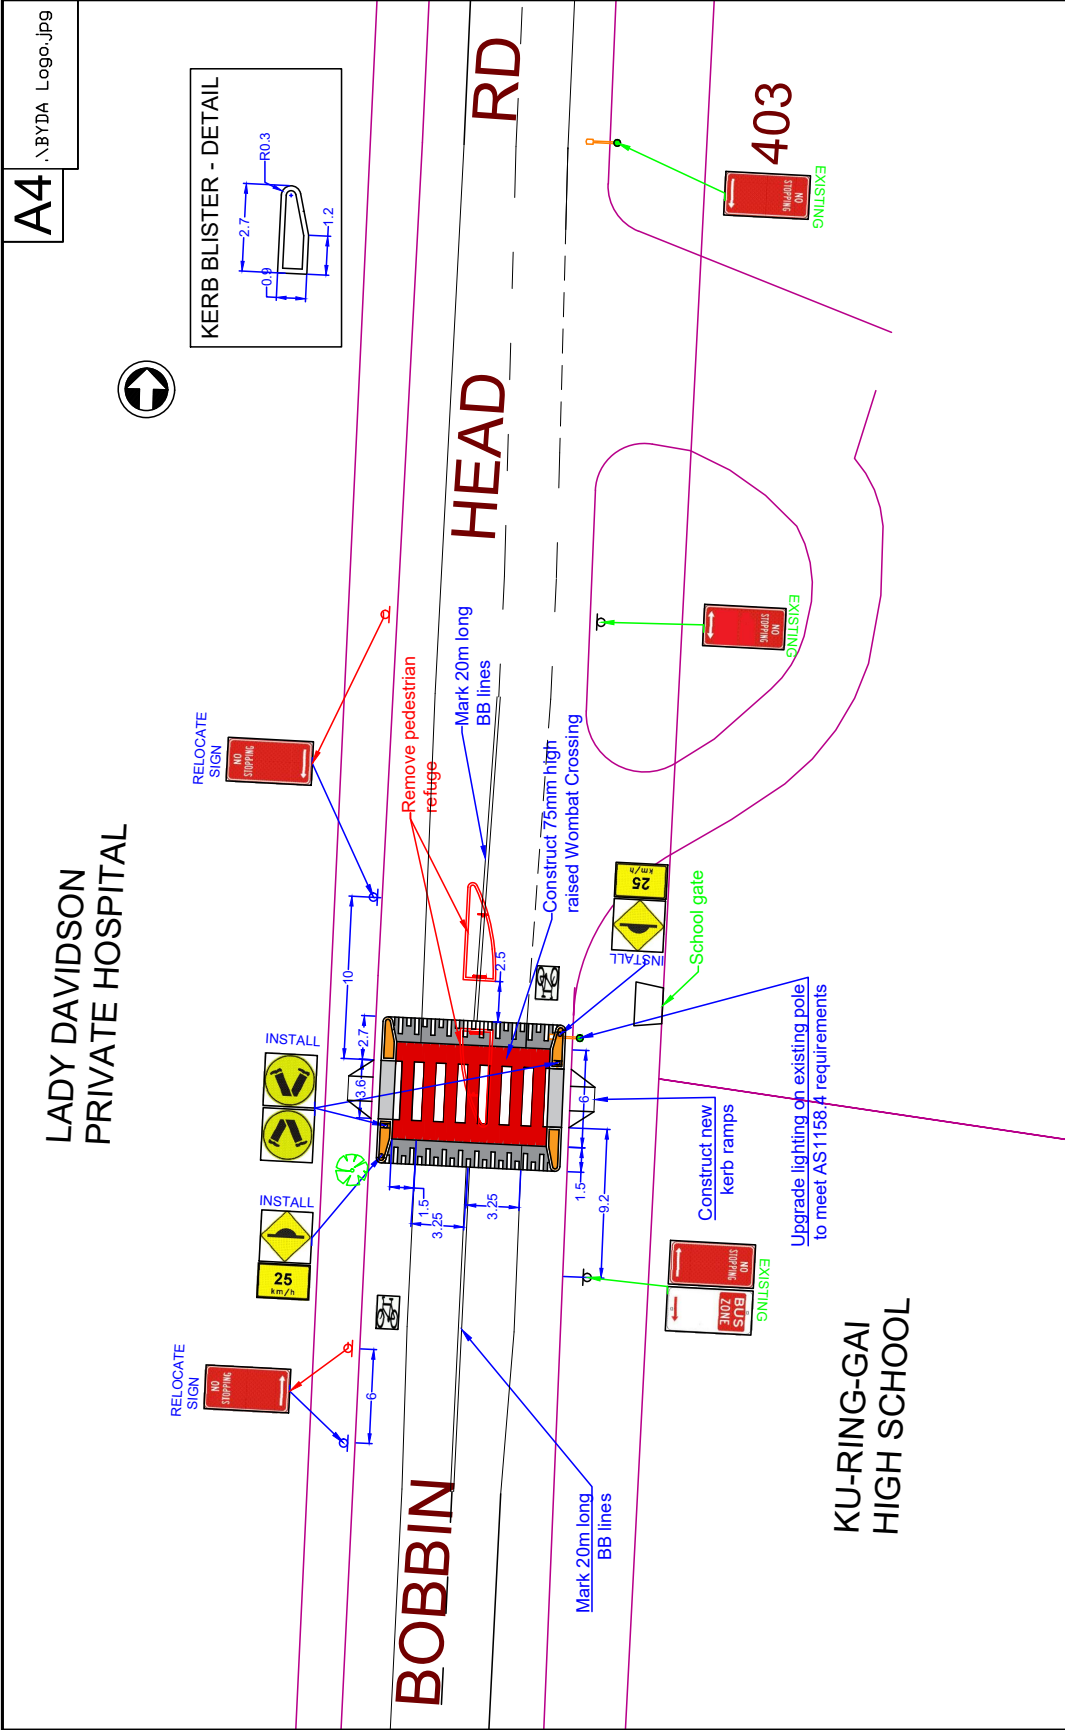 A4
.\BYDA Logo.jpg
KERB BLISTER - DETAIL
2.7
R0.3
0.9
1.2
LADY DAVIDSON
PRIVATE HOSPITAL
KU-RING-GAI
HIGH SCHOOL
BOBBIN
HEAD
RD
403
RELOCATE
SIGN
NO
STOPPING
6
INSTALL
25
km/h
INSTALL
RELOCATE
SIGN
NO
STOPPING
10
2.7
3.6
Remove pedestrian
refuge
Mark 20m long
BB lines
Construct 75mm high
raised Wombat Crossing
2.5
1.5
3.25
3.25
1.5
6
9.2
INSTALL
25
km/h
School gate
Upgrade lighting on existing pole
to meet AS1158.4 requirements
Construct new
kerb ramps
Mark 20m long
BB lines
BUS
ZONE
NO
STOPPING
EXISTING
NO
STOPPING
EXISTING
NO
STOPPING
EXISTING